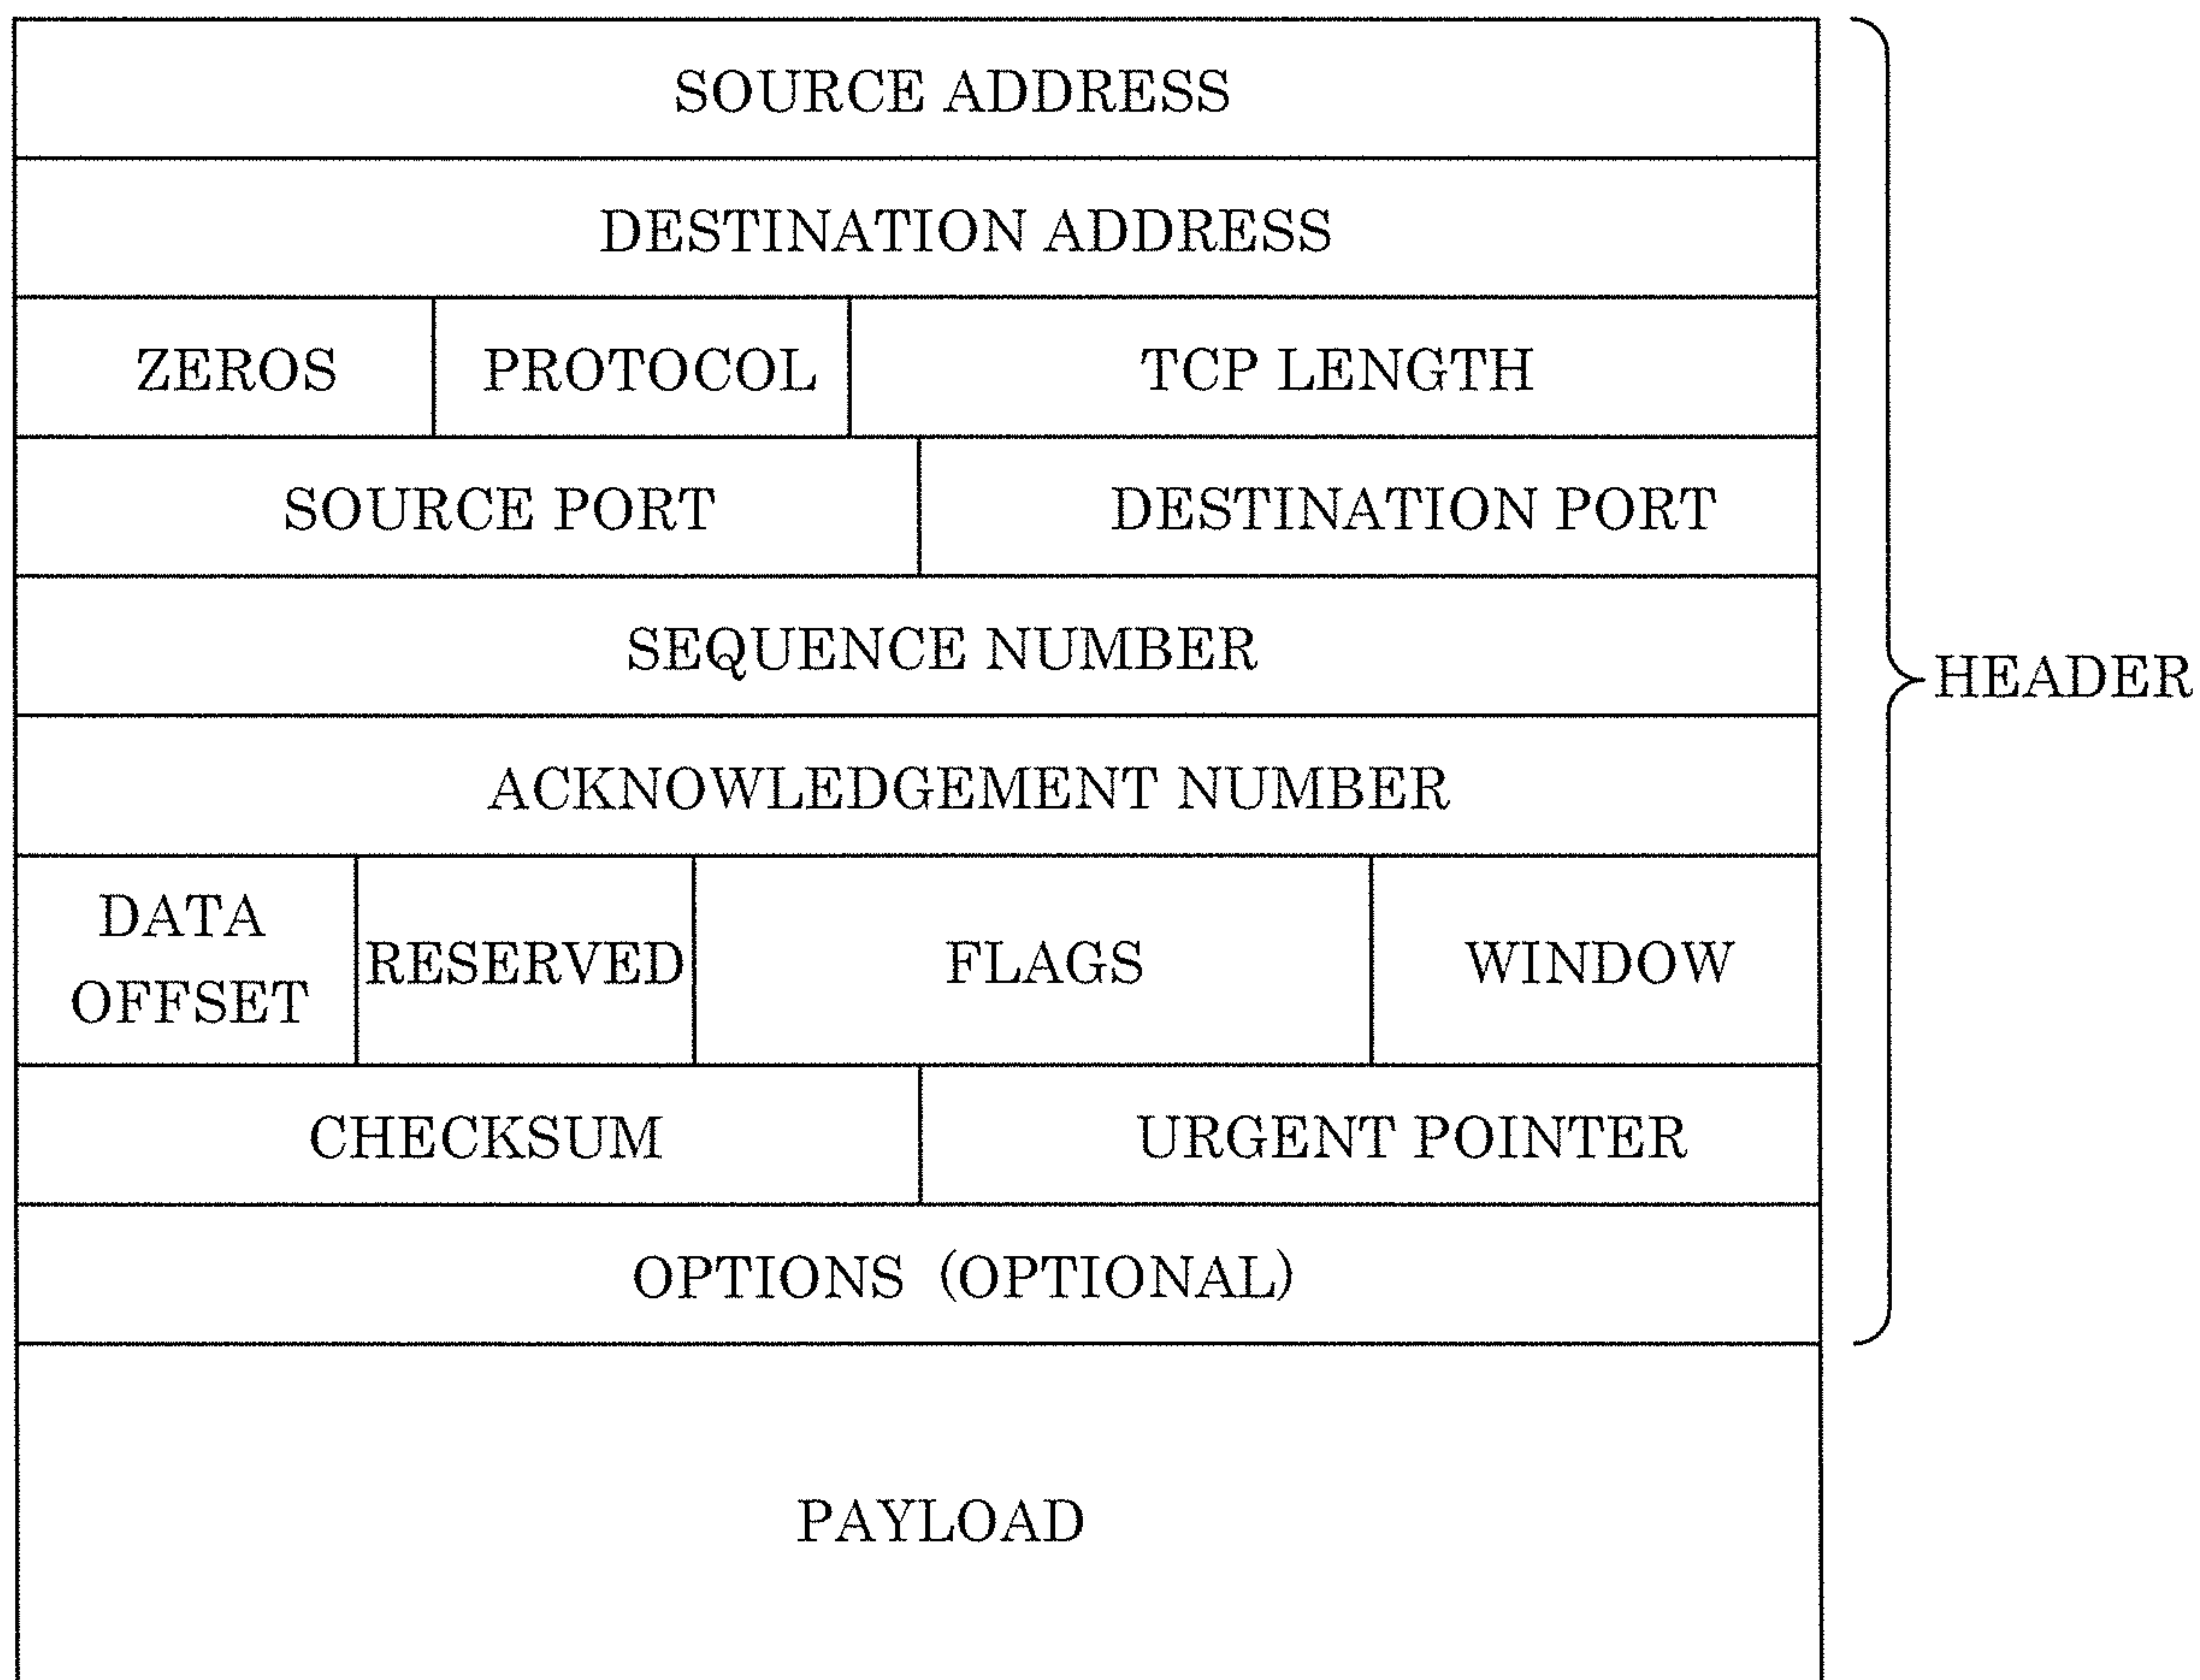 SOURCE ADDRESS
DESTINATION ADDRESS
ZEROS PROTOCOL TCP LENGTH
SOURCE PORT DESTINATION PORT
SEQUENCE NUMBER
HEADER
ACKNOWLEDGEMENT NUMBER
DATA
OFFSET
RESERVED FLAGS WINDOW
CHECKSUM URGENT POINTER
OPTIONS (OPTIONAL)
PAYLOAD